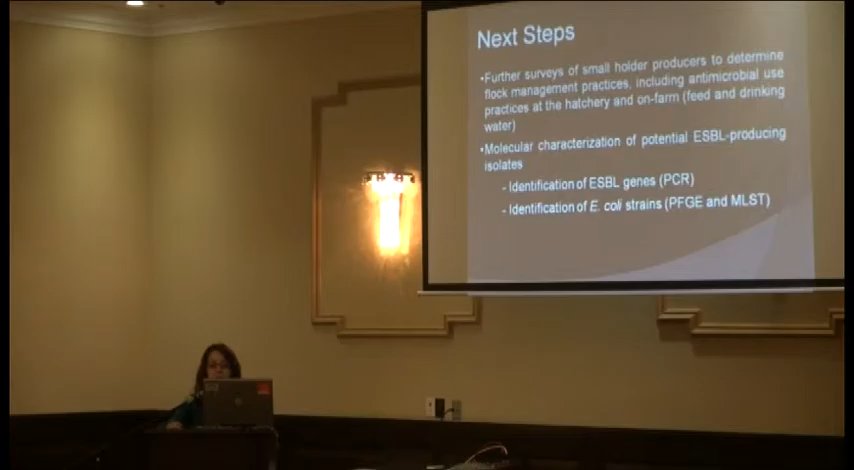 Next Steps
•Further surveys of small holder producers to determine
flock management practices, including antimicrobial use
practices at the hatchery and on-farm (feed and drinking
water)
•Molecular characterization of potential ESBL-producing
isolates
- Identification of ESBL genes (PCR)
- Identification of E. coli strains (PFGE and MLST)